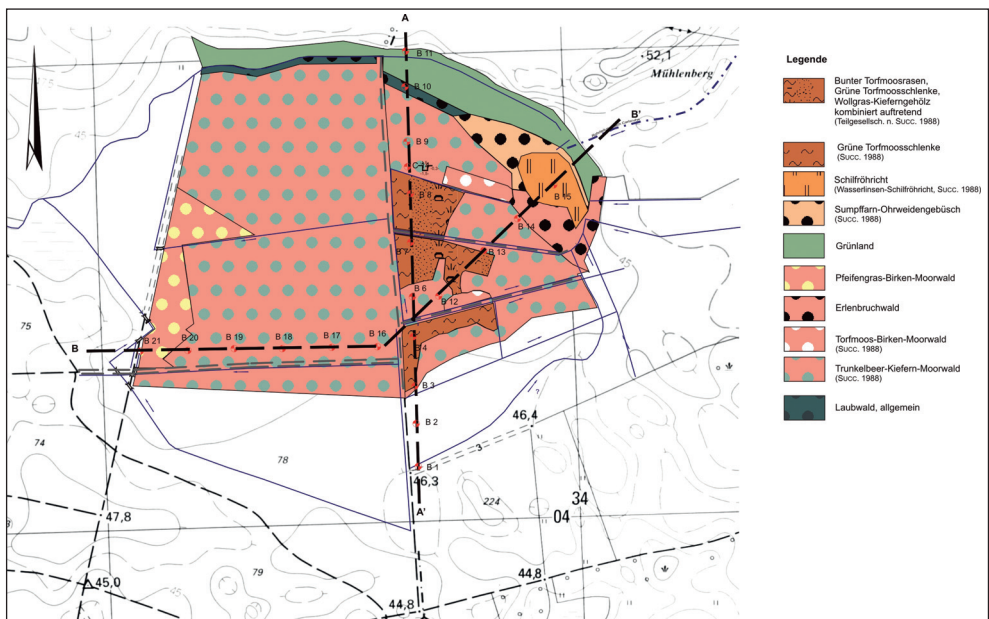 A
B 11
52,1
Mühlenberg
B 10
B'
B 9
C
B 8
B 15
B 14
B 7
B 13
45
45
B 6
B 12
75
B
B 21
B 20
B 19
B 18
B 17
B 16
4
B 3
46,4
B 2
74
78
3
B 1
46,3
224
34
04
A'
47,8
79
45,0
45
44,8
44,8
Legende
Bunter Torfmoosrasen,
Grüne Torfmoosschlenke,
Wollgras-Kieferngehölz
kombiniert auftretend
(Teilgesellsch. n. Succ. 1988)
Grüne Torfmoosschlenke
(Succ. 1988)
Schilfröhricht
(Wasserlinsen-Schilfröhricht, Succ. 1988)
Sumpffarn-Ohrweidengebüsch
(Succ. 1988)
Grünland
Pfeifengras-Birken-Moorwald
Erlenbruchwald
Torfmoos-Birken-Moorwald
(Succ. 1988)
Trunkelbeer-Kiefern-Moorwald
(Succ. 1988)
Laubwald, allgemein